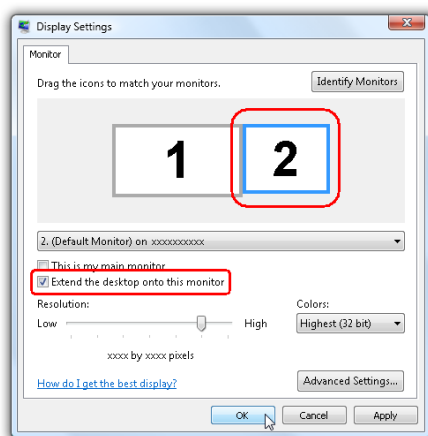 Display Settings
Monitor
Drag the icons to match your monitors.
Identify Monitors
1
2
2. (Default Monitor) on xxxxxxxxxx
This is my main monitor
Extend the desktop onto this monitor
Resolution:
Colors:
Low
High
Highest (32 bit)
xxxx by xxxx pixels
How do I get the best display?
Advanced Settings...
OK
Cancel
Apply